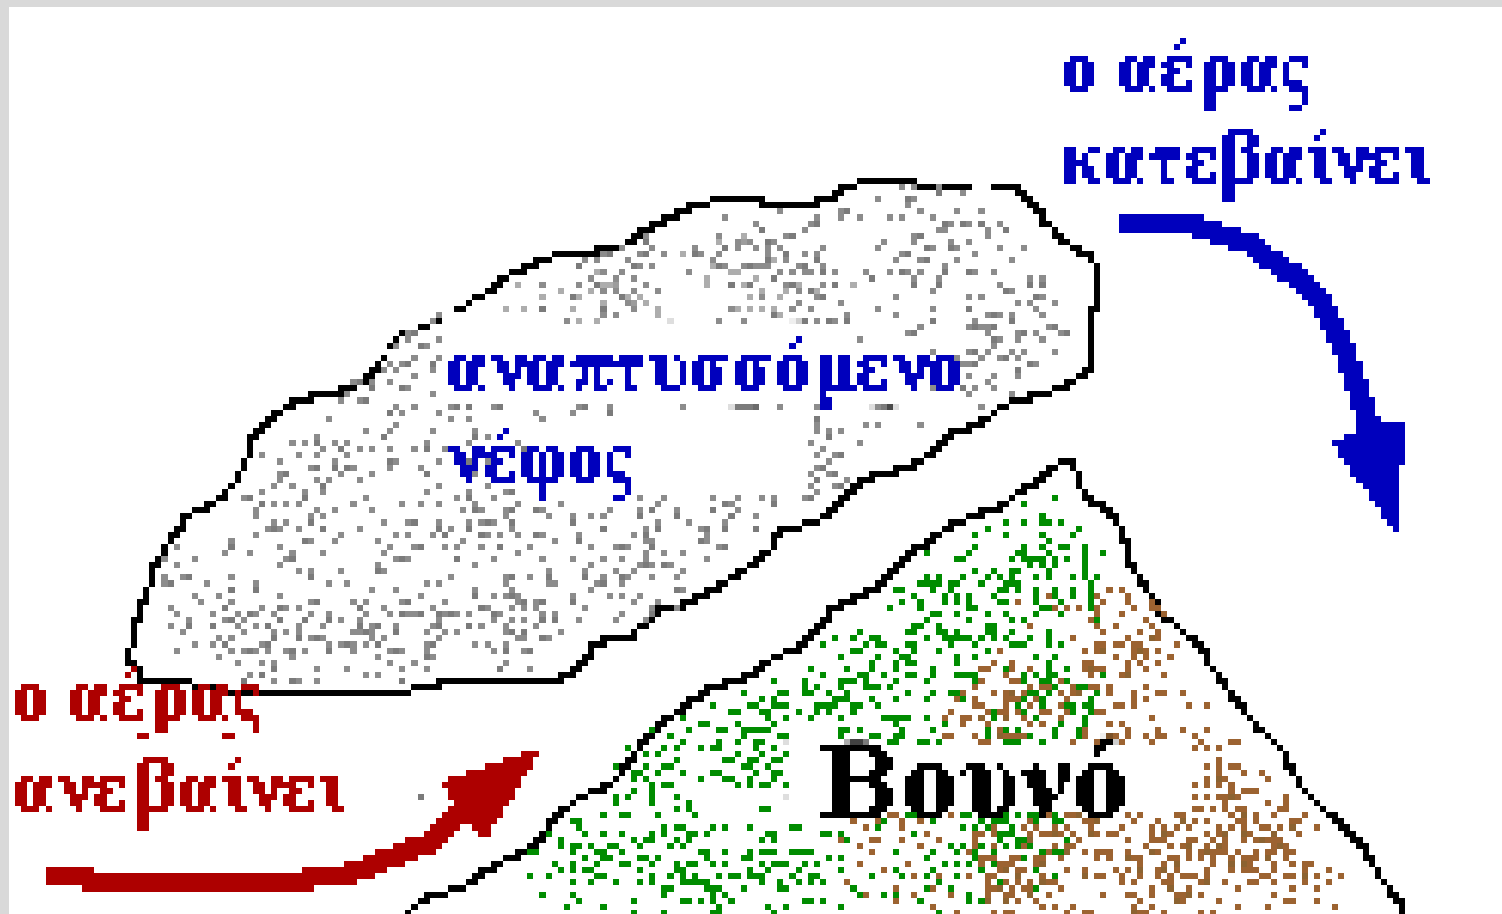 ο αέρας
κατεβαίνει
αναπτυσσόμενο
νέφος
ο αέρας
ανεβαίνει
Βουνό